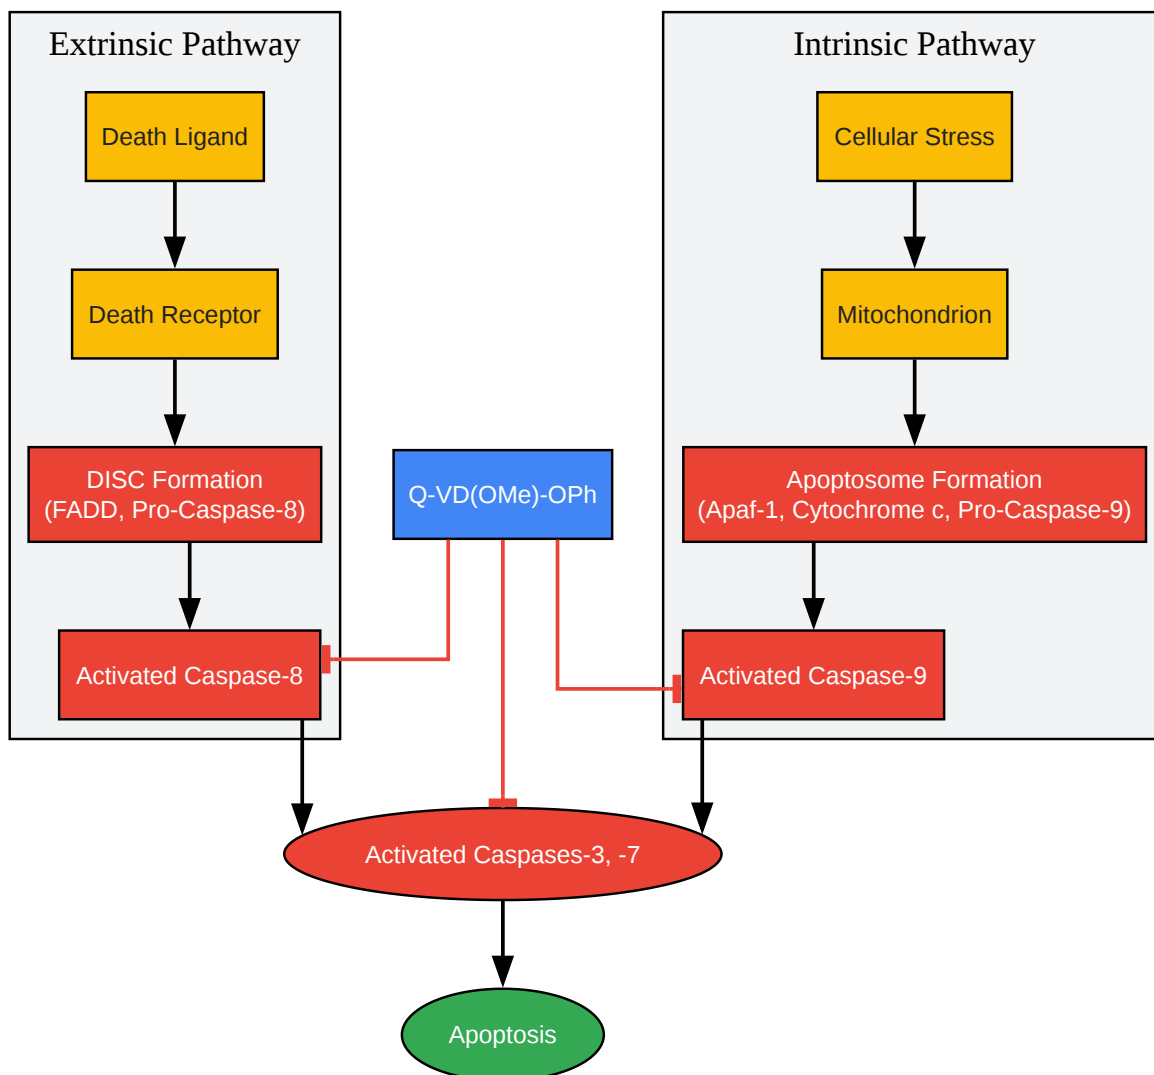 Extrinsic Pathway
Death Ligand
Death Receptor
DISC Formation
(FADD, Pro-Caspase-8)
Activated Caspase-8
Q-VD(OMe)-OPh
Intrinsic Pathway
Cellular Stress
Mitochondrion
Apoptosome Formation
(Apaf-1, Cytochrome c, Pro-Caspase-9)
Activated Caspase-9
Activated Caspases-3, -7
Apoptosis